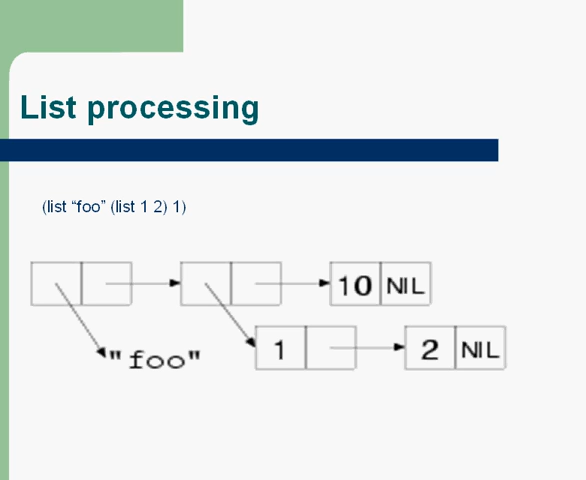 List processing
(list “foo” (list 1 2) 1)
10 NIL
"foo"
1
2 NIL